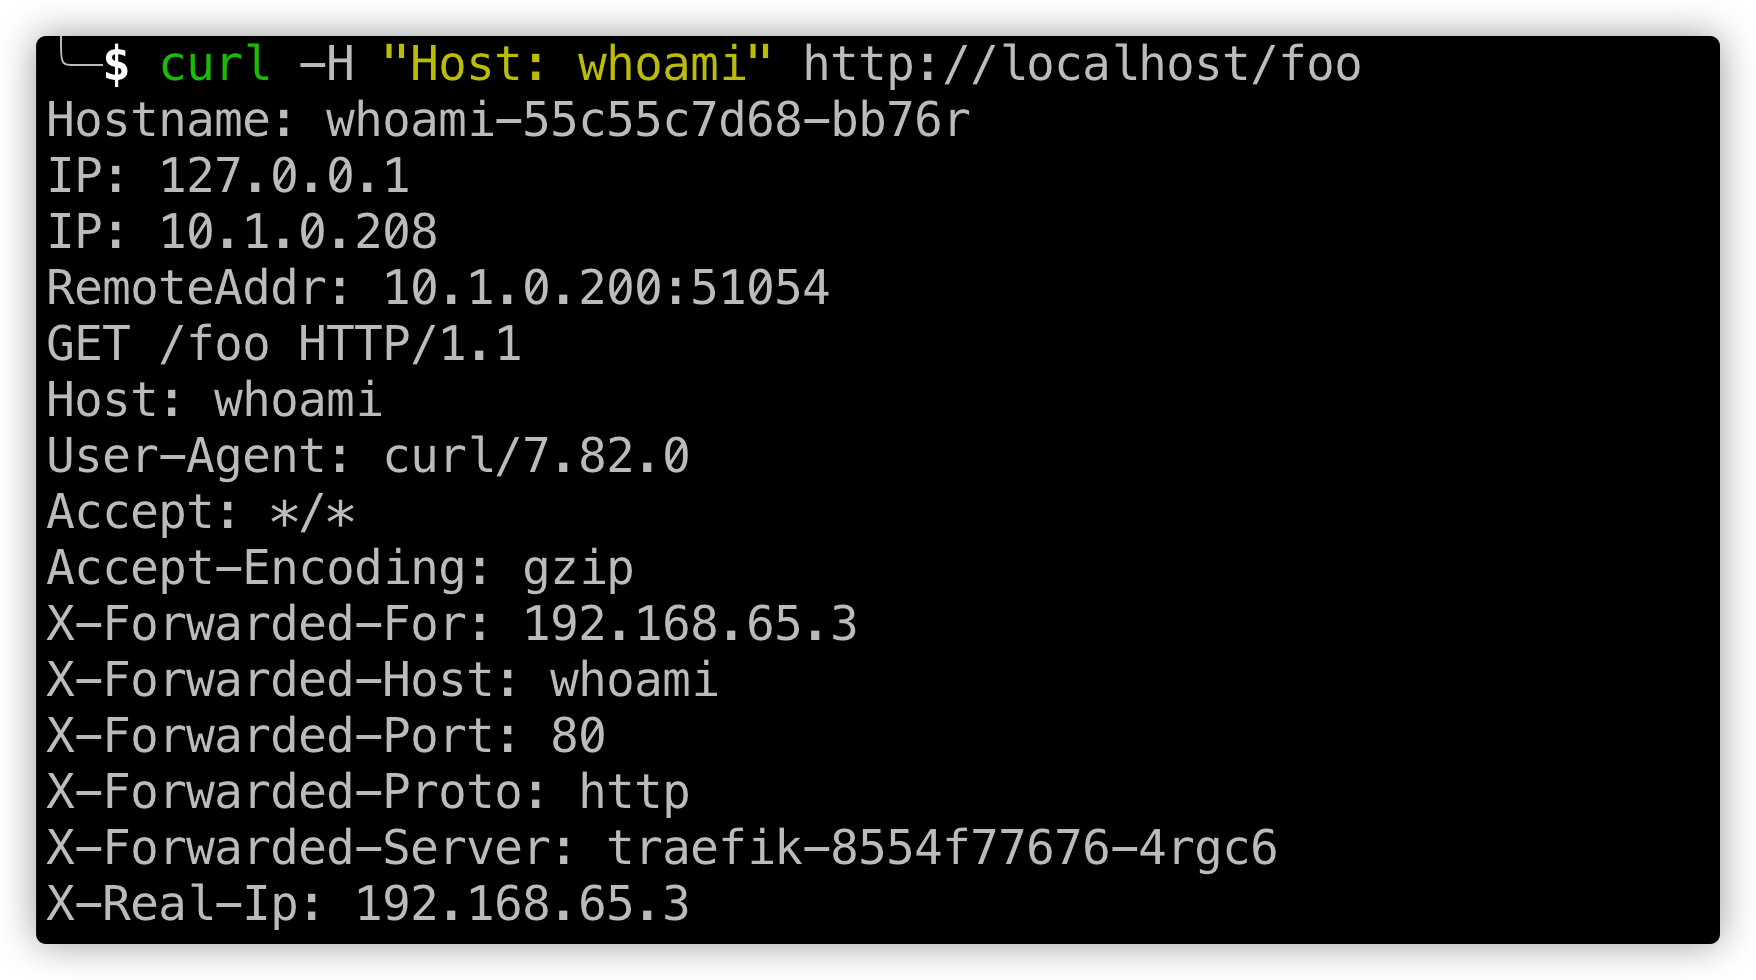 $ curl -H "Host: whoami" http://localhost/foo
Hostname: whoami-55c55c7d68-bb76r
IP: 127.0.0.1
IP: 10.1.0.208
RemoteAddr: 10.1.0.200:51054
GET /foo HTTP/1.1
Host: whoami
User-Agent: curl/7.82.0
Accept: */*
Accept-Encoding: gzip
X-Forwarded-For: 192.168.65.3
X-Forwarded-Host: whoami
X-Forwarded-Port: 80
X-Forwarded-Proto: http
X-Forwarded-Server: traefik-8554f77676-4rgc6
X-Real-Ip: 192.168.65.3